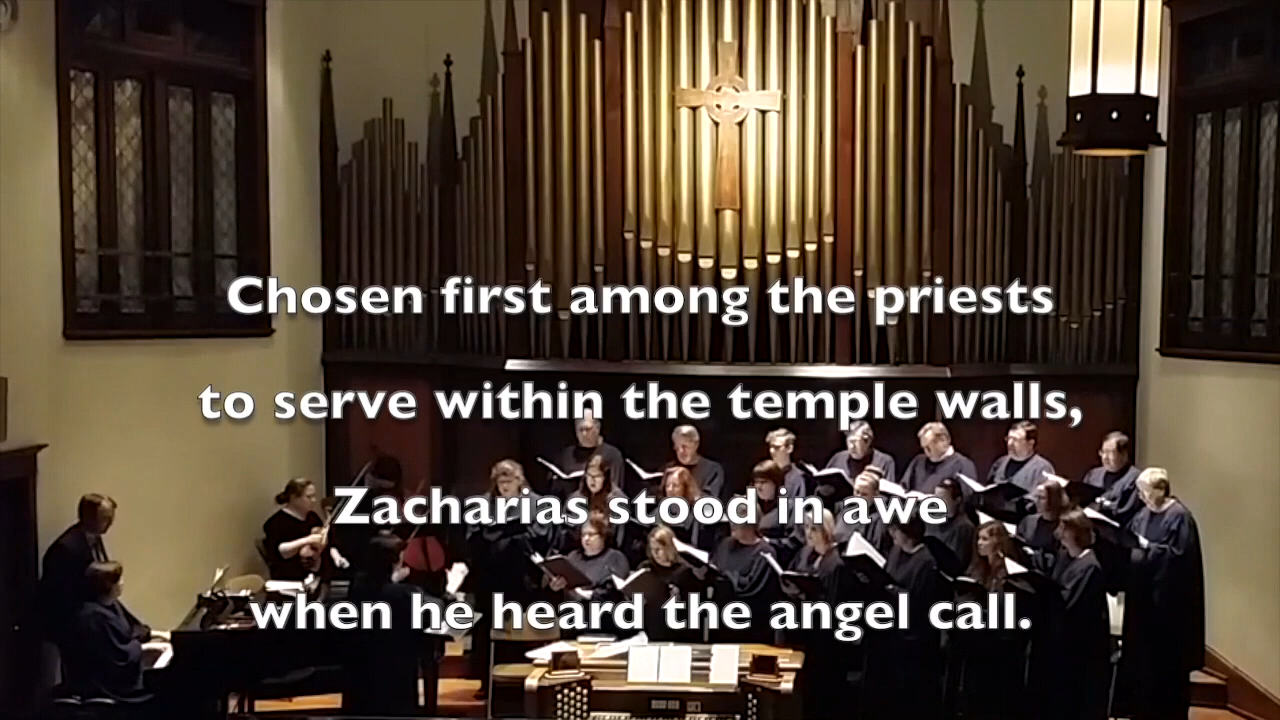 Chosen first among the priests
to serve within the temple walls,
Zacharias stood in awe
when he heard the angel call.